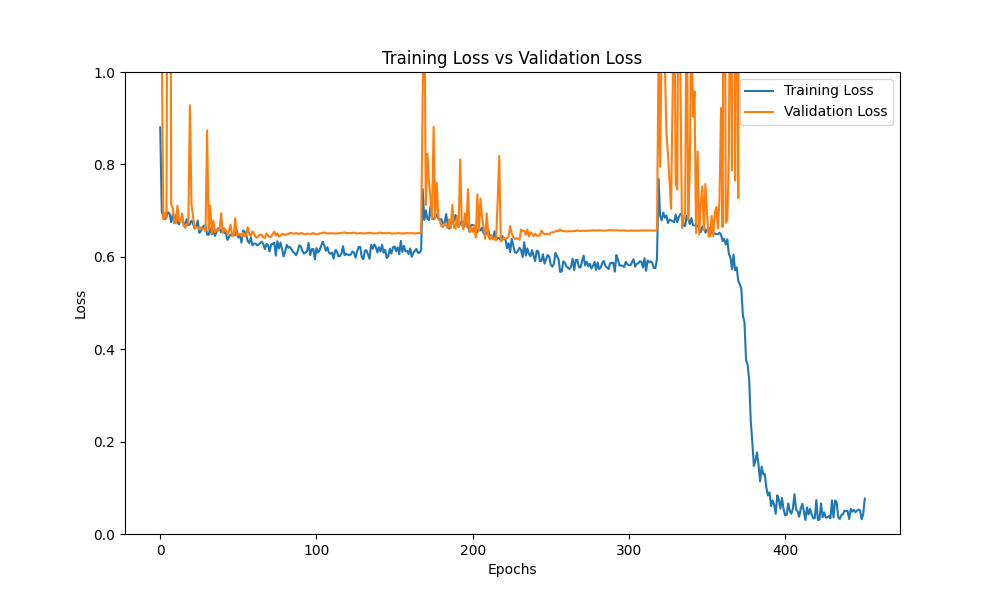 Training Loss vs Validation Loss
Training Loss
Validation Loss
Loss
1.0
0.8
0.6
0.4
0.2
0.0
0 100 200 300 400
Epochs